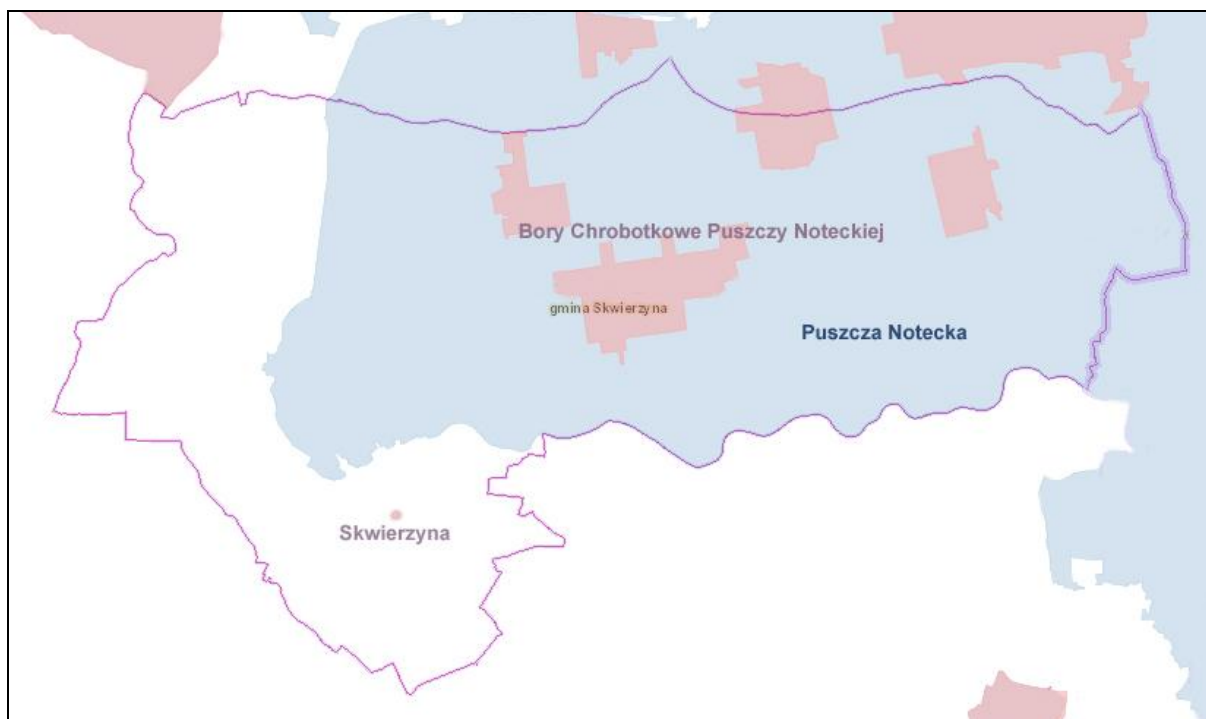 Bory Chrobotkowe Puszczy Noteckiej
gmina Skwierzyna
Puszcza Notecka
Skwierzyna